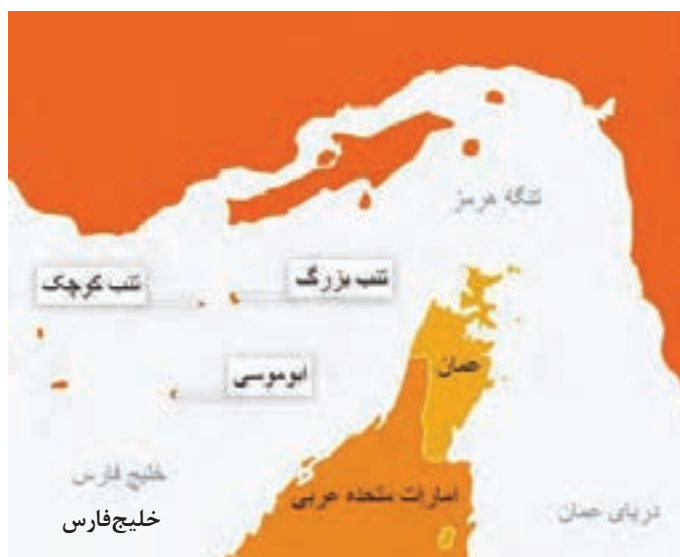 تنگه هرمز
تنب بزرگ
تنب کوچک
عمان
ابوموسی
خلیج فارس
امارات متحده عربی
دریای عمان
خلیج‌فارس